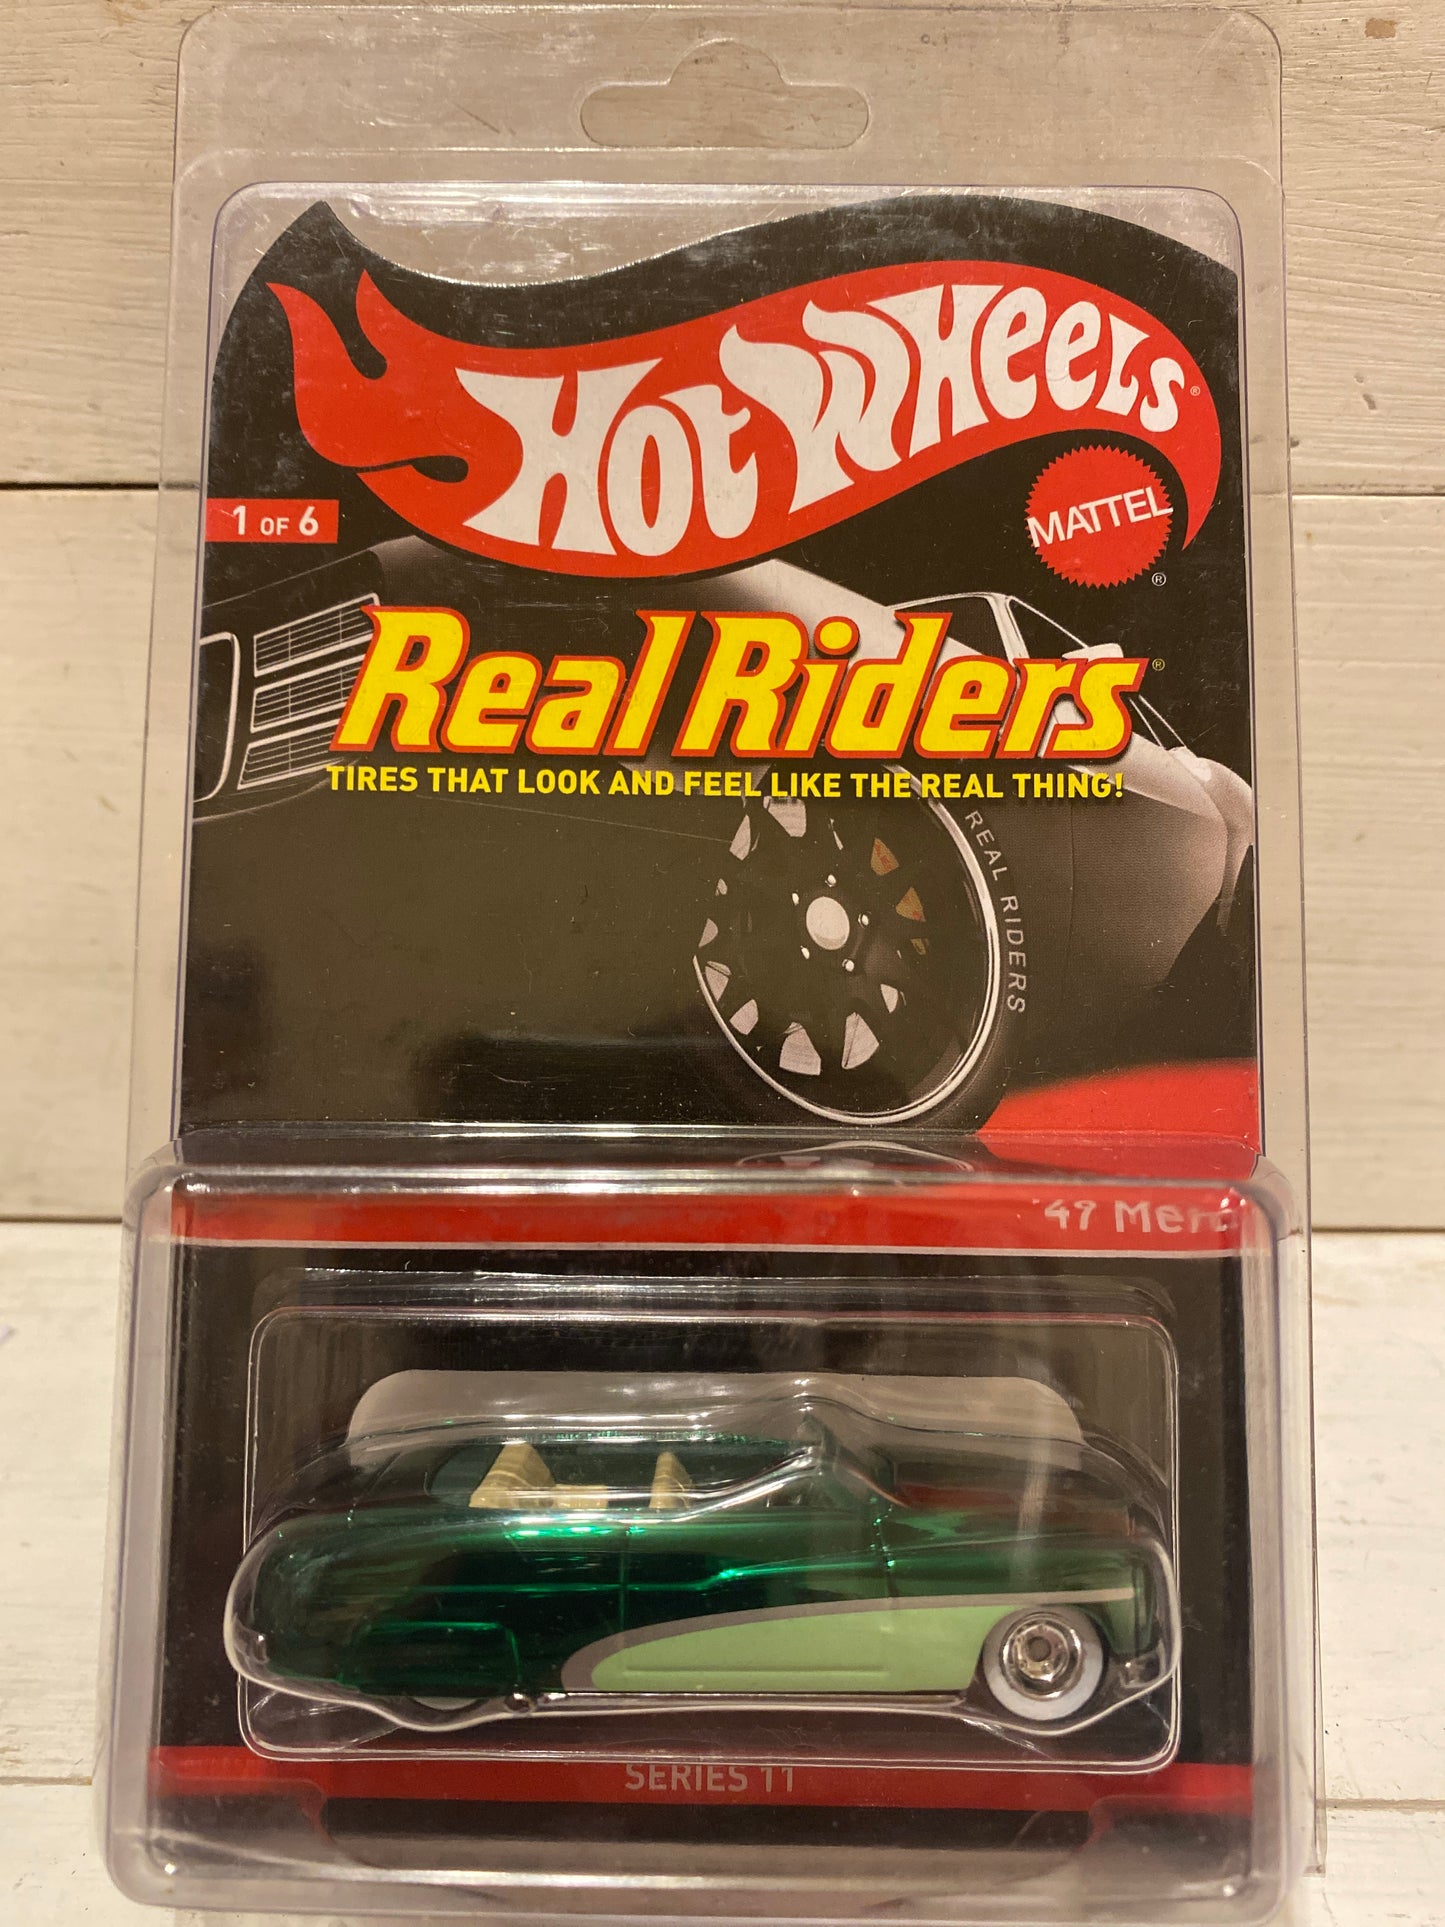 Hot Wheels®
1 OF 6
MATTEL
®
Real Riders®
TIRES THAT LOOK AND FEEL LIKE THE REAL THING!
REAL RIDERS
'49 Merc
SERIES 11